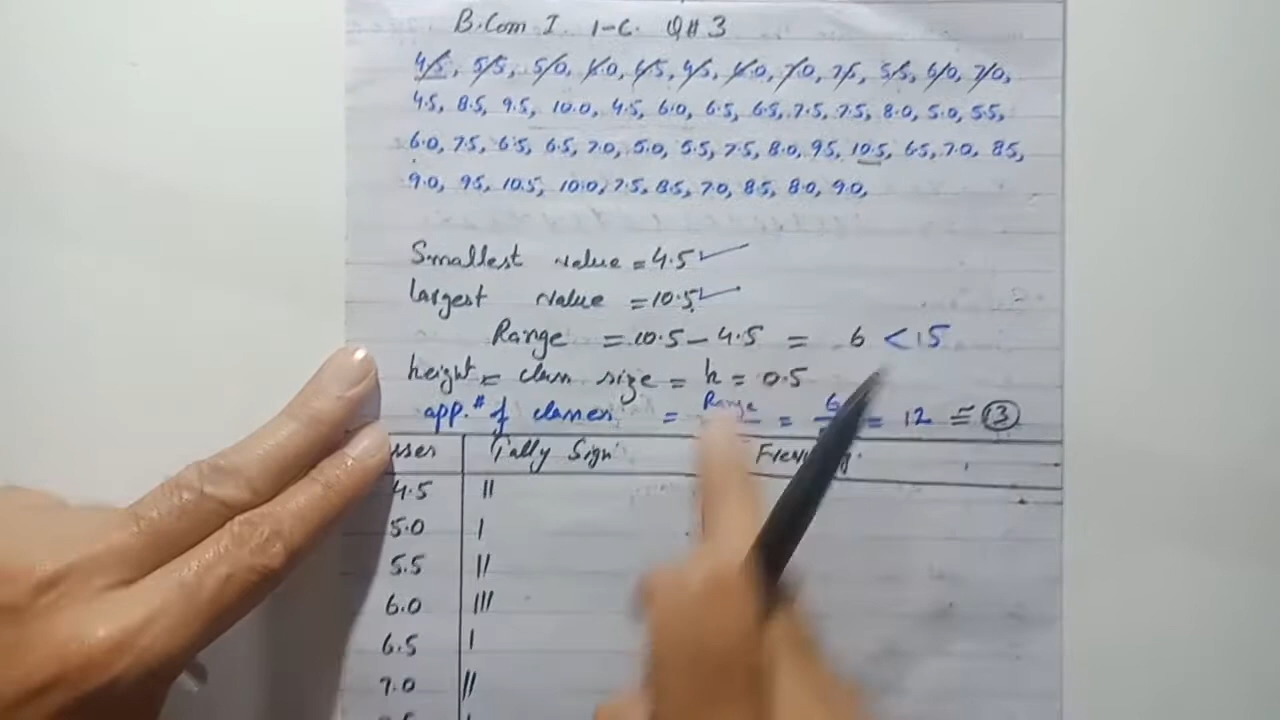 B.Com I 1-C. Q# 3
4.5, 5.5, 5.0, 6.0, 6.5, 4.5, 6.0, 7.0, 7.5, 5.5, 6.0, 7.0,
4.5, 8.5, 9.5, 10.0, 4.5, 6.0, 6.5, 6.5, 7.5, 7.5, 8.0, 5.0, 5.5,
6.0, 7.5, 6.5, 6.5, 7.0, 5.0, 5.5, 7.5, 8.0, 9.5, 10.5, 6.5, 7.0, 8.5,
9.0, 9.5, 10.5, 10.0, 7.5, 8.5, 7.0, 8.5, 8.0, 9.0,
Smallest value = 4.5
largest value = 10.5
Range = 10.5 - 4.5 = 6 < 15
height = class size = h = 0.5
app. # of classes = Range = 6 = 12 ≅ 13
Tally Sign
4.5 ||
5.0 |
5.5 ||
6.0 |||
6.5 |
7.0 ||